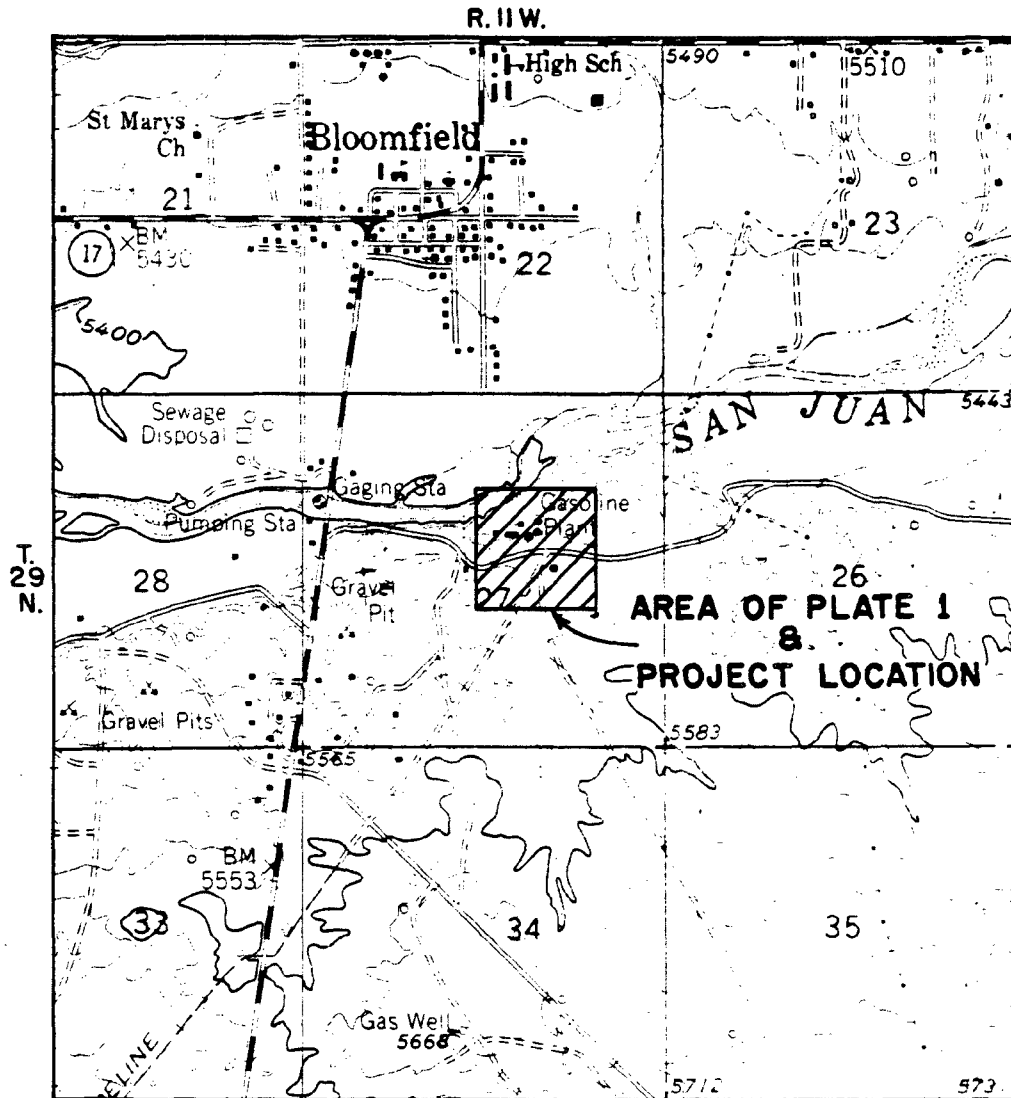 R. 11 W.
High Sch
5490
5510
St Marys
Ch
Bloomfield
21
23
17
BM
5430
22
5400
SAN JUAN
5443
Sewage
Disposal
Gaging Sta
Gasoline
Plant
Pumping Sta
T.
29
N.
28
Gravel
Pit
26
AREA OF PLATE 1
&
PROJECT LOCATION
Gravel Pits
5565
5583
BM
5553
33
34
35
Gas Well
5668
ELINE
5712
573